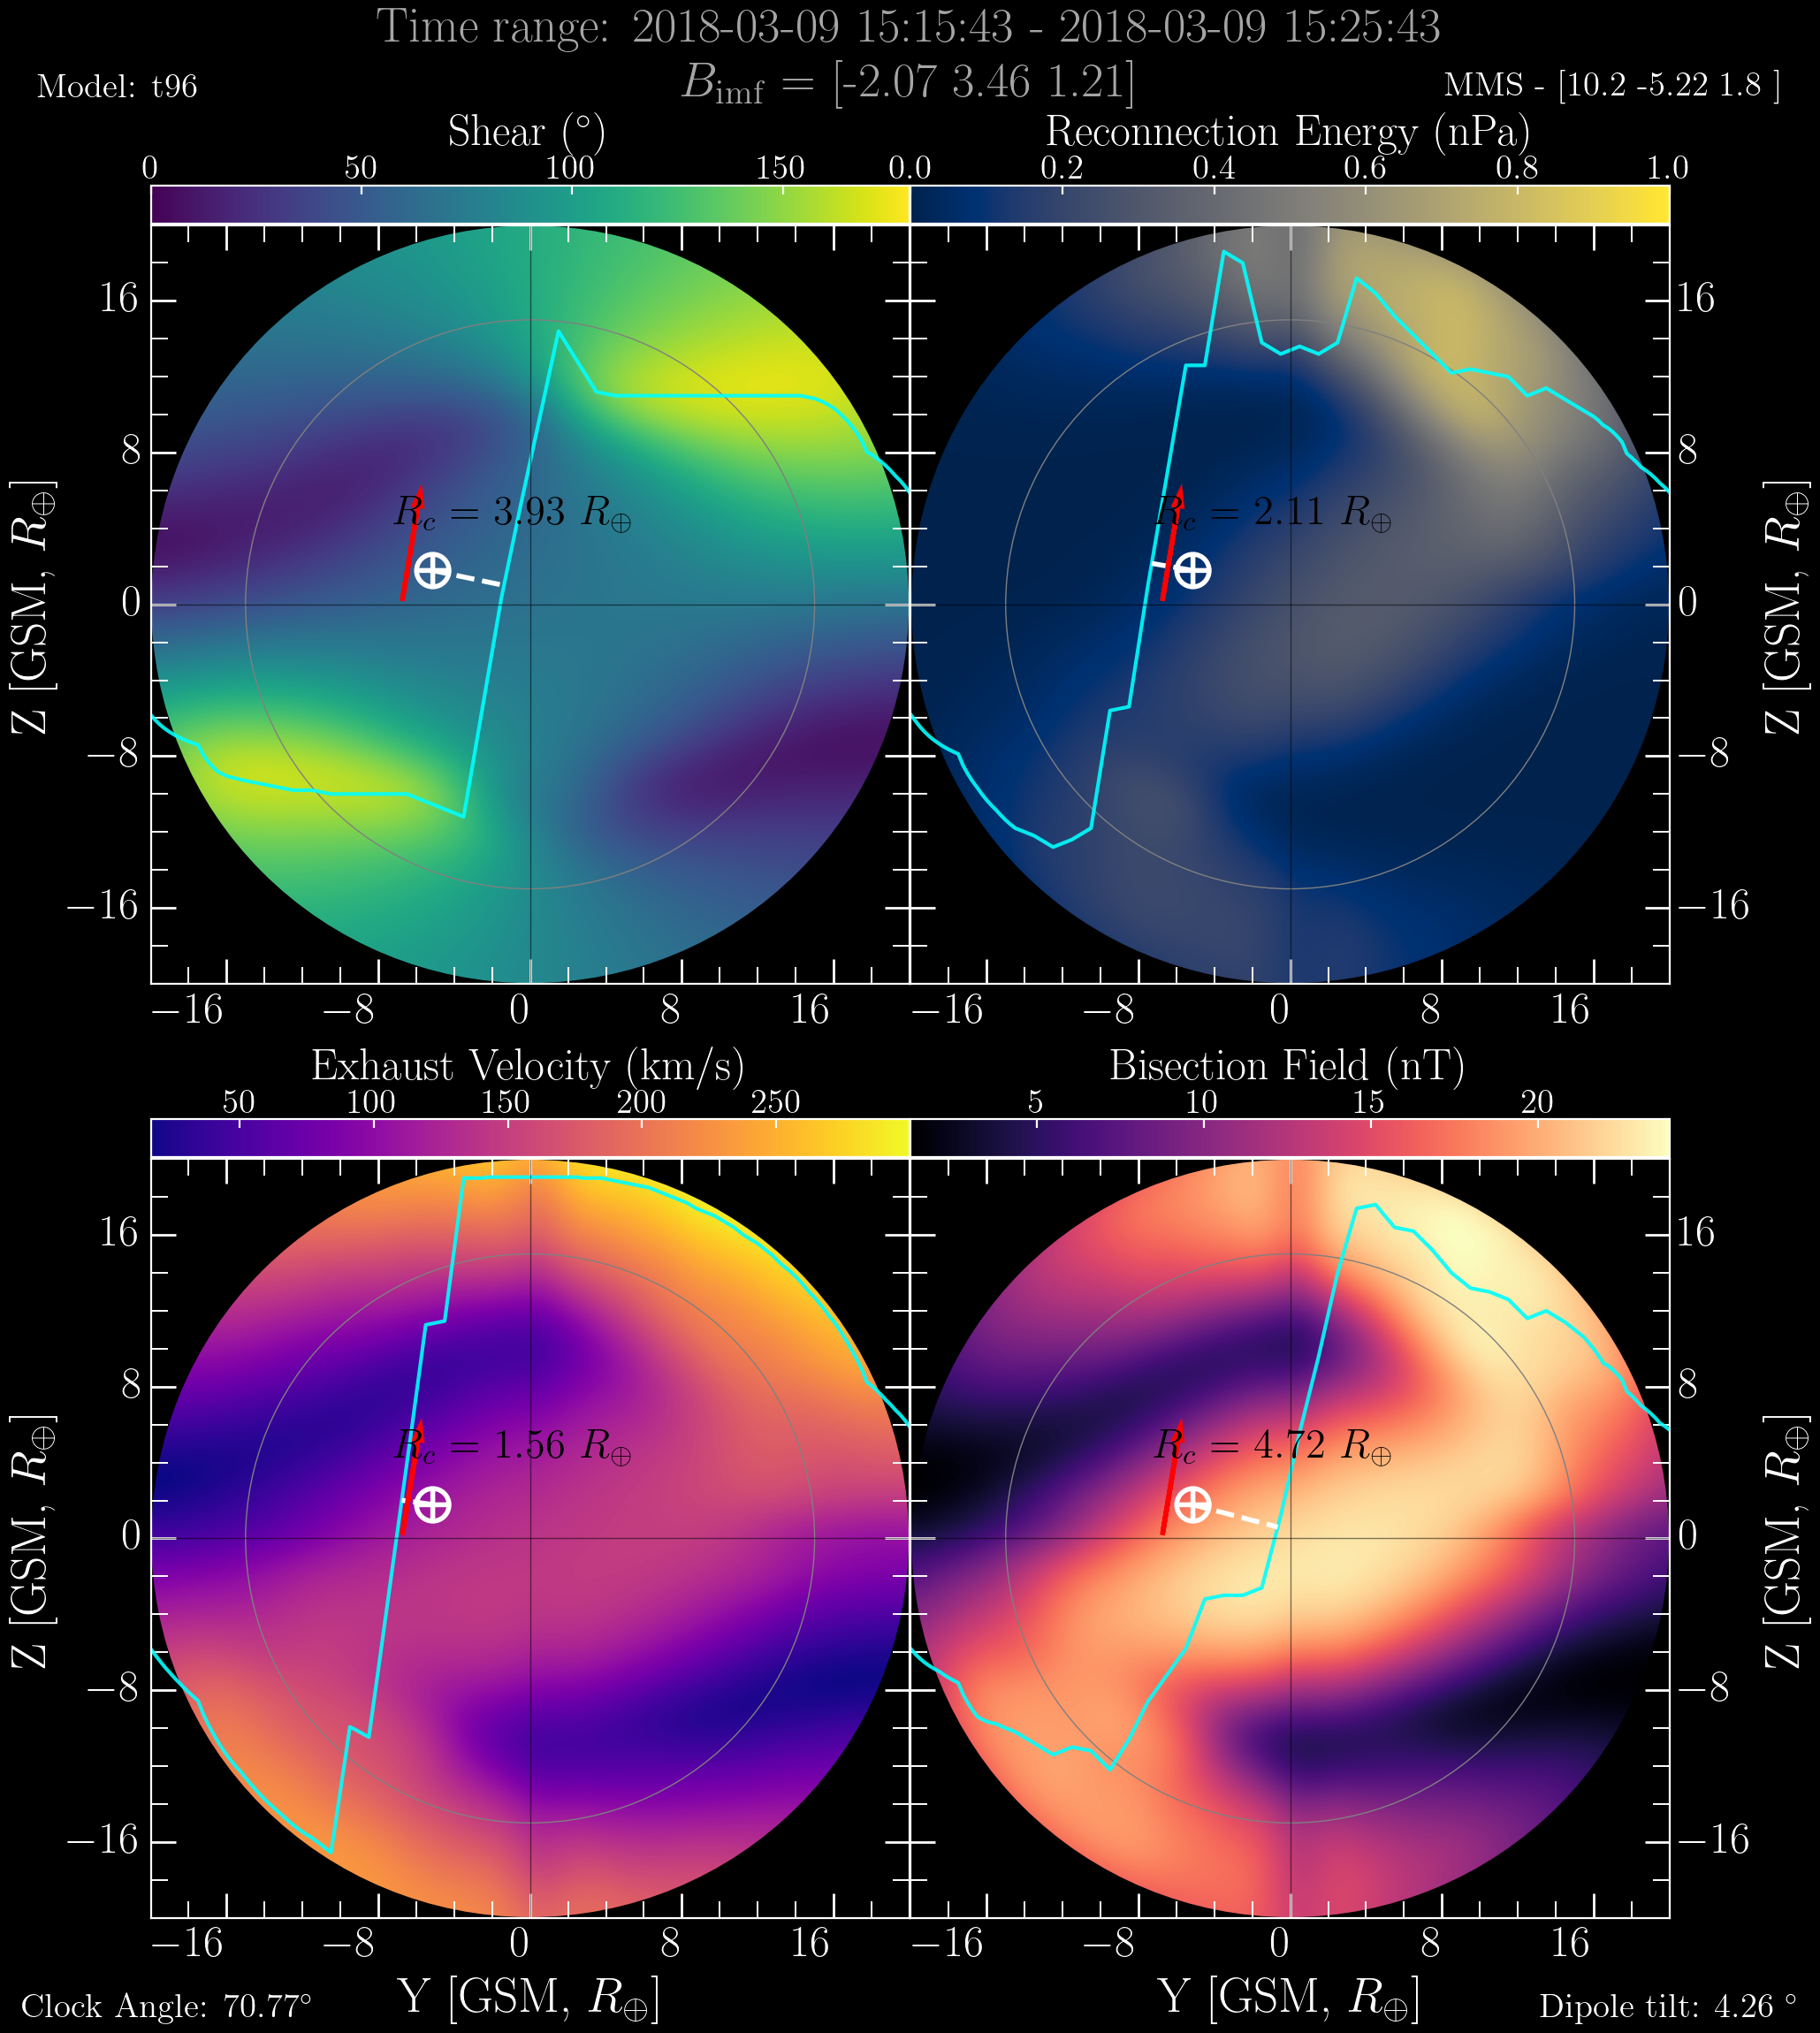 Time range: 2018-03-09 15:15:43 - 2018-03-09 15:25:43
Model: t96
B_imf = [-2.07 3.46 1.21]
MMS - [10.2 -5.22 1.8 ]
Shear (°)
Reconnection Energy (nPa)
0 50 100 150
0.0 0.2 0.4 0.6 0.8 1.0
16 8 0 −8 −16
Z [GSM, R⊕]
R_c = 3.93 R⊕
R_c = 2.11 R⊕
16 8 0 −8 −16
Z [GSM, R⊕]
−16 −8 0 8 16
−16 −8 0 8 16
Exhaust Velocity (km/s)
Bisection Field (nT)
50 100 150 200 250
5 10 15 20
16 8 0 −8 −16
Z [GSM, R⊕]
R_c = 1.56 R⊕
R_c = 4.72 R⊕
16 8 0 −8 −16
Z [GSM, R⊕]
−16 −8 0 8 16
−16 −8 0 8 16
Y [GSM, R⊕]
Y [GSM, R⊕]
Clock Angle: 70.77°
Dipole tilt: 4.26 °